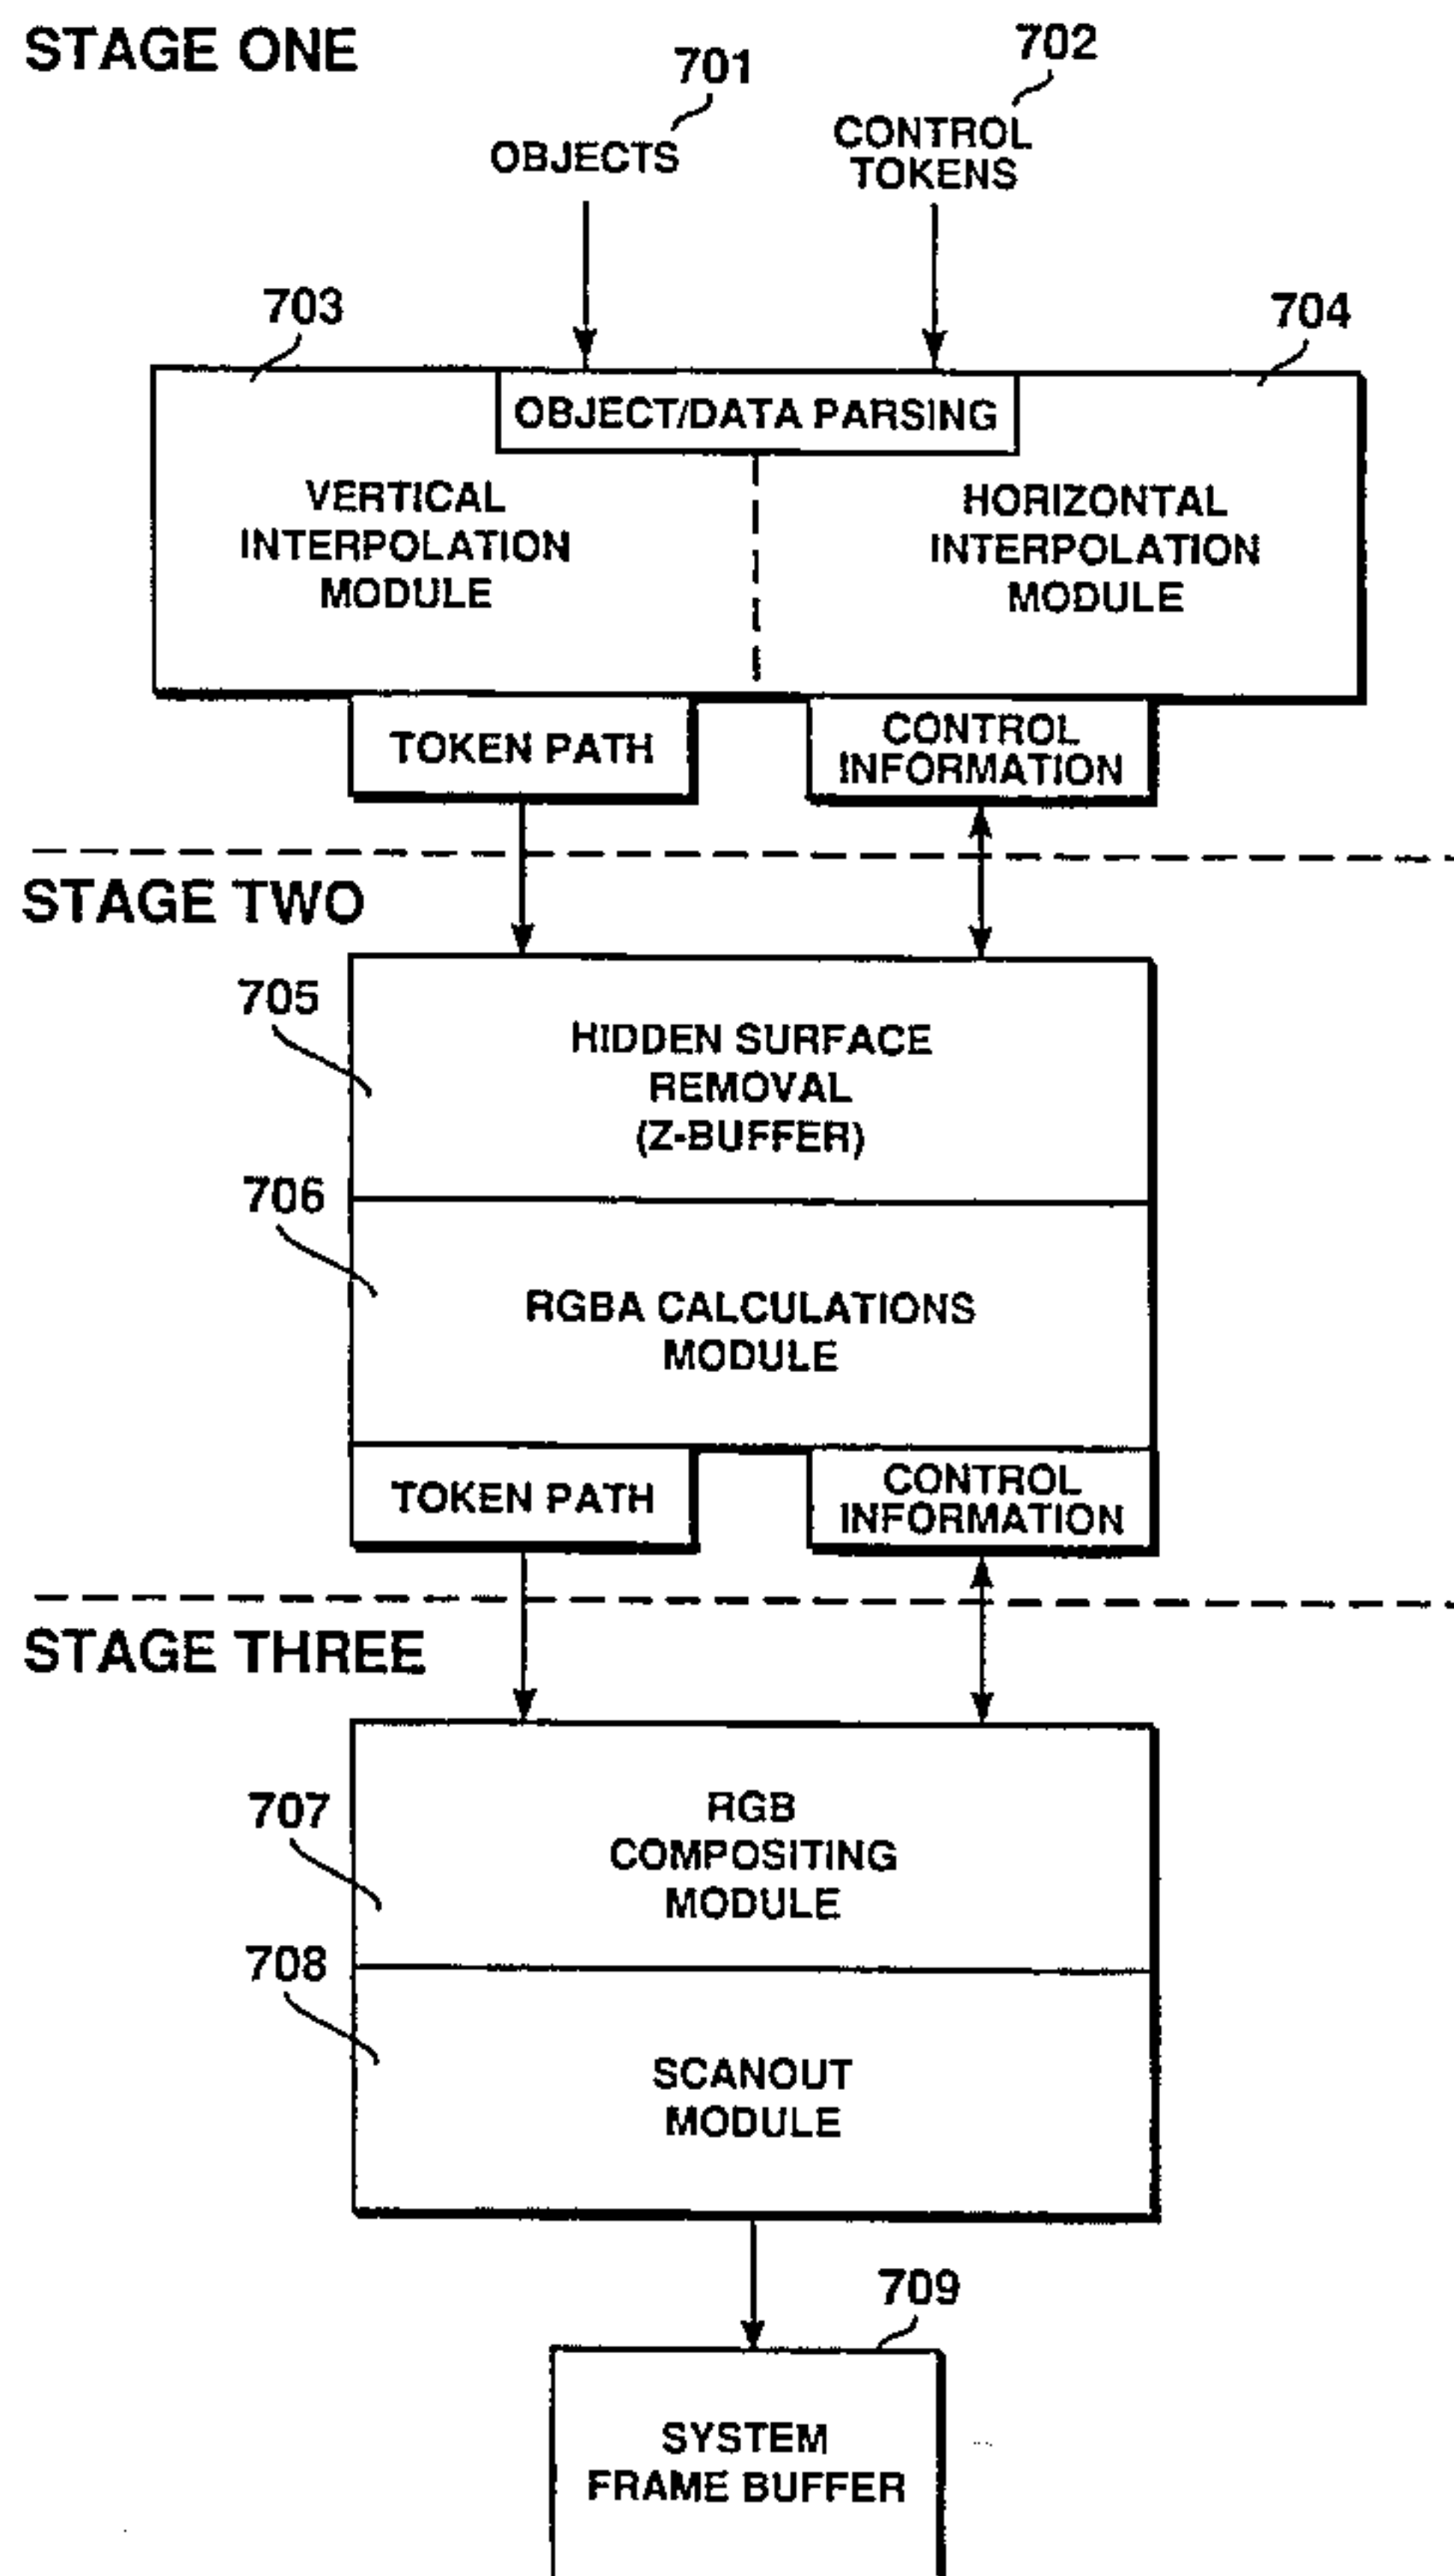 STAGE ONE
701
702
OBJECTS
CONTROL
TOKENS
703
704
OBJECT/DATA PARSING
VERTICAL
INTERPOLATION
MODULE
HORIZONTAL
INTERPOLATION
MODULE
TOKEN PATH
CONTROL
INFORMATION
STAGE TWO
705
HIDDEN SURFACE
REMOVAL
(Z-BUFFER)
706
RGBA CALCULATIONS
MODULE
TOKEN PATH
CONTROL
INFORMATION
STAGE THREE
707
RGB
COMPOSITING
MODULE
708
SCANOUT
MODULE
709
SYSTEM
FRAME BUFFER